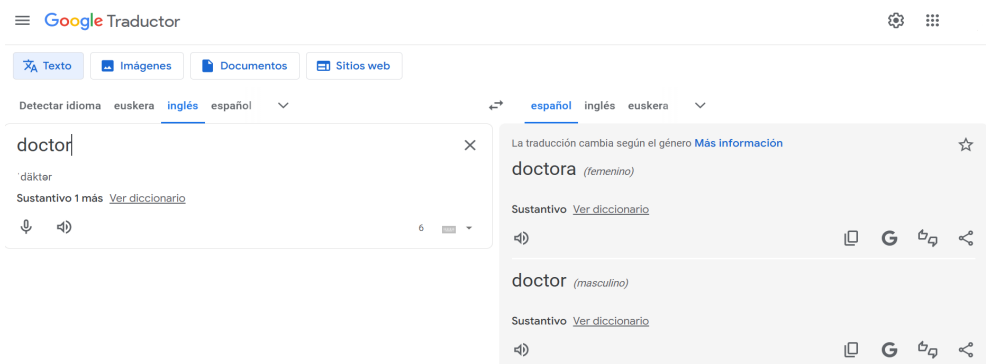 Google Traductor
Texto
Imágenes
Documentos
Sitios web
Detectar idioma euskera inglés español
español inglés euskera
doctor
ˈdäktər
Sustantivo 1 más Ver diccionario
6
La traducción cambia según el género Más información
doctora (femenino)
Sustantivo Ver diccionario
G
doctor (masculino)
Sustantivo Ver diccionario
G